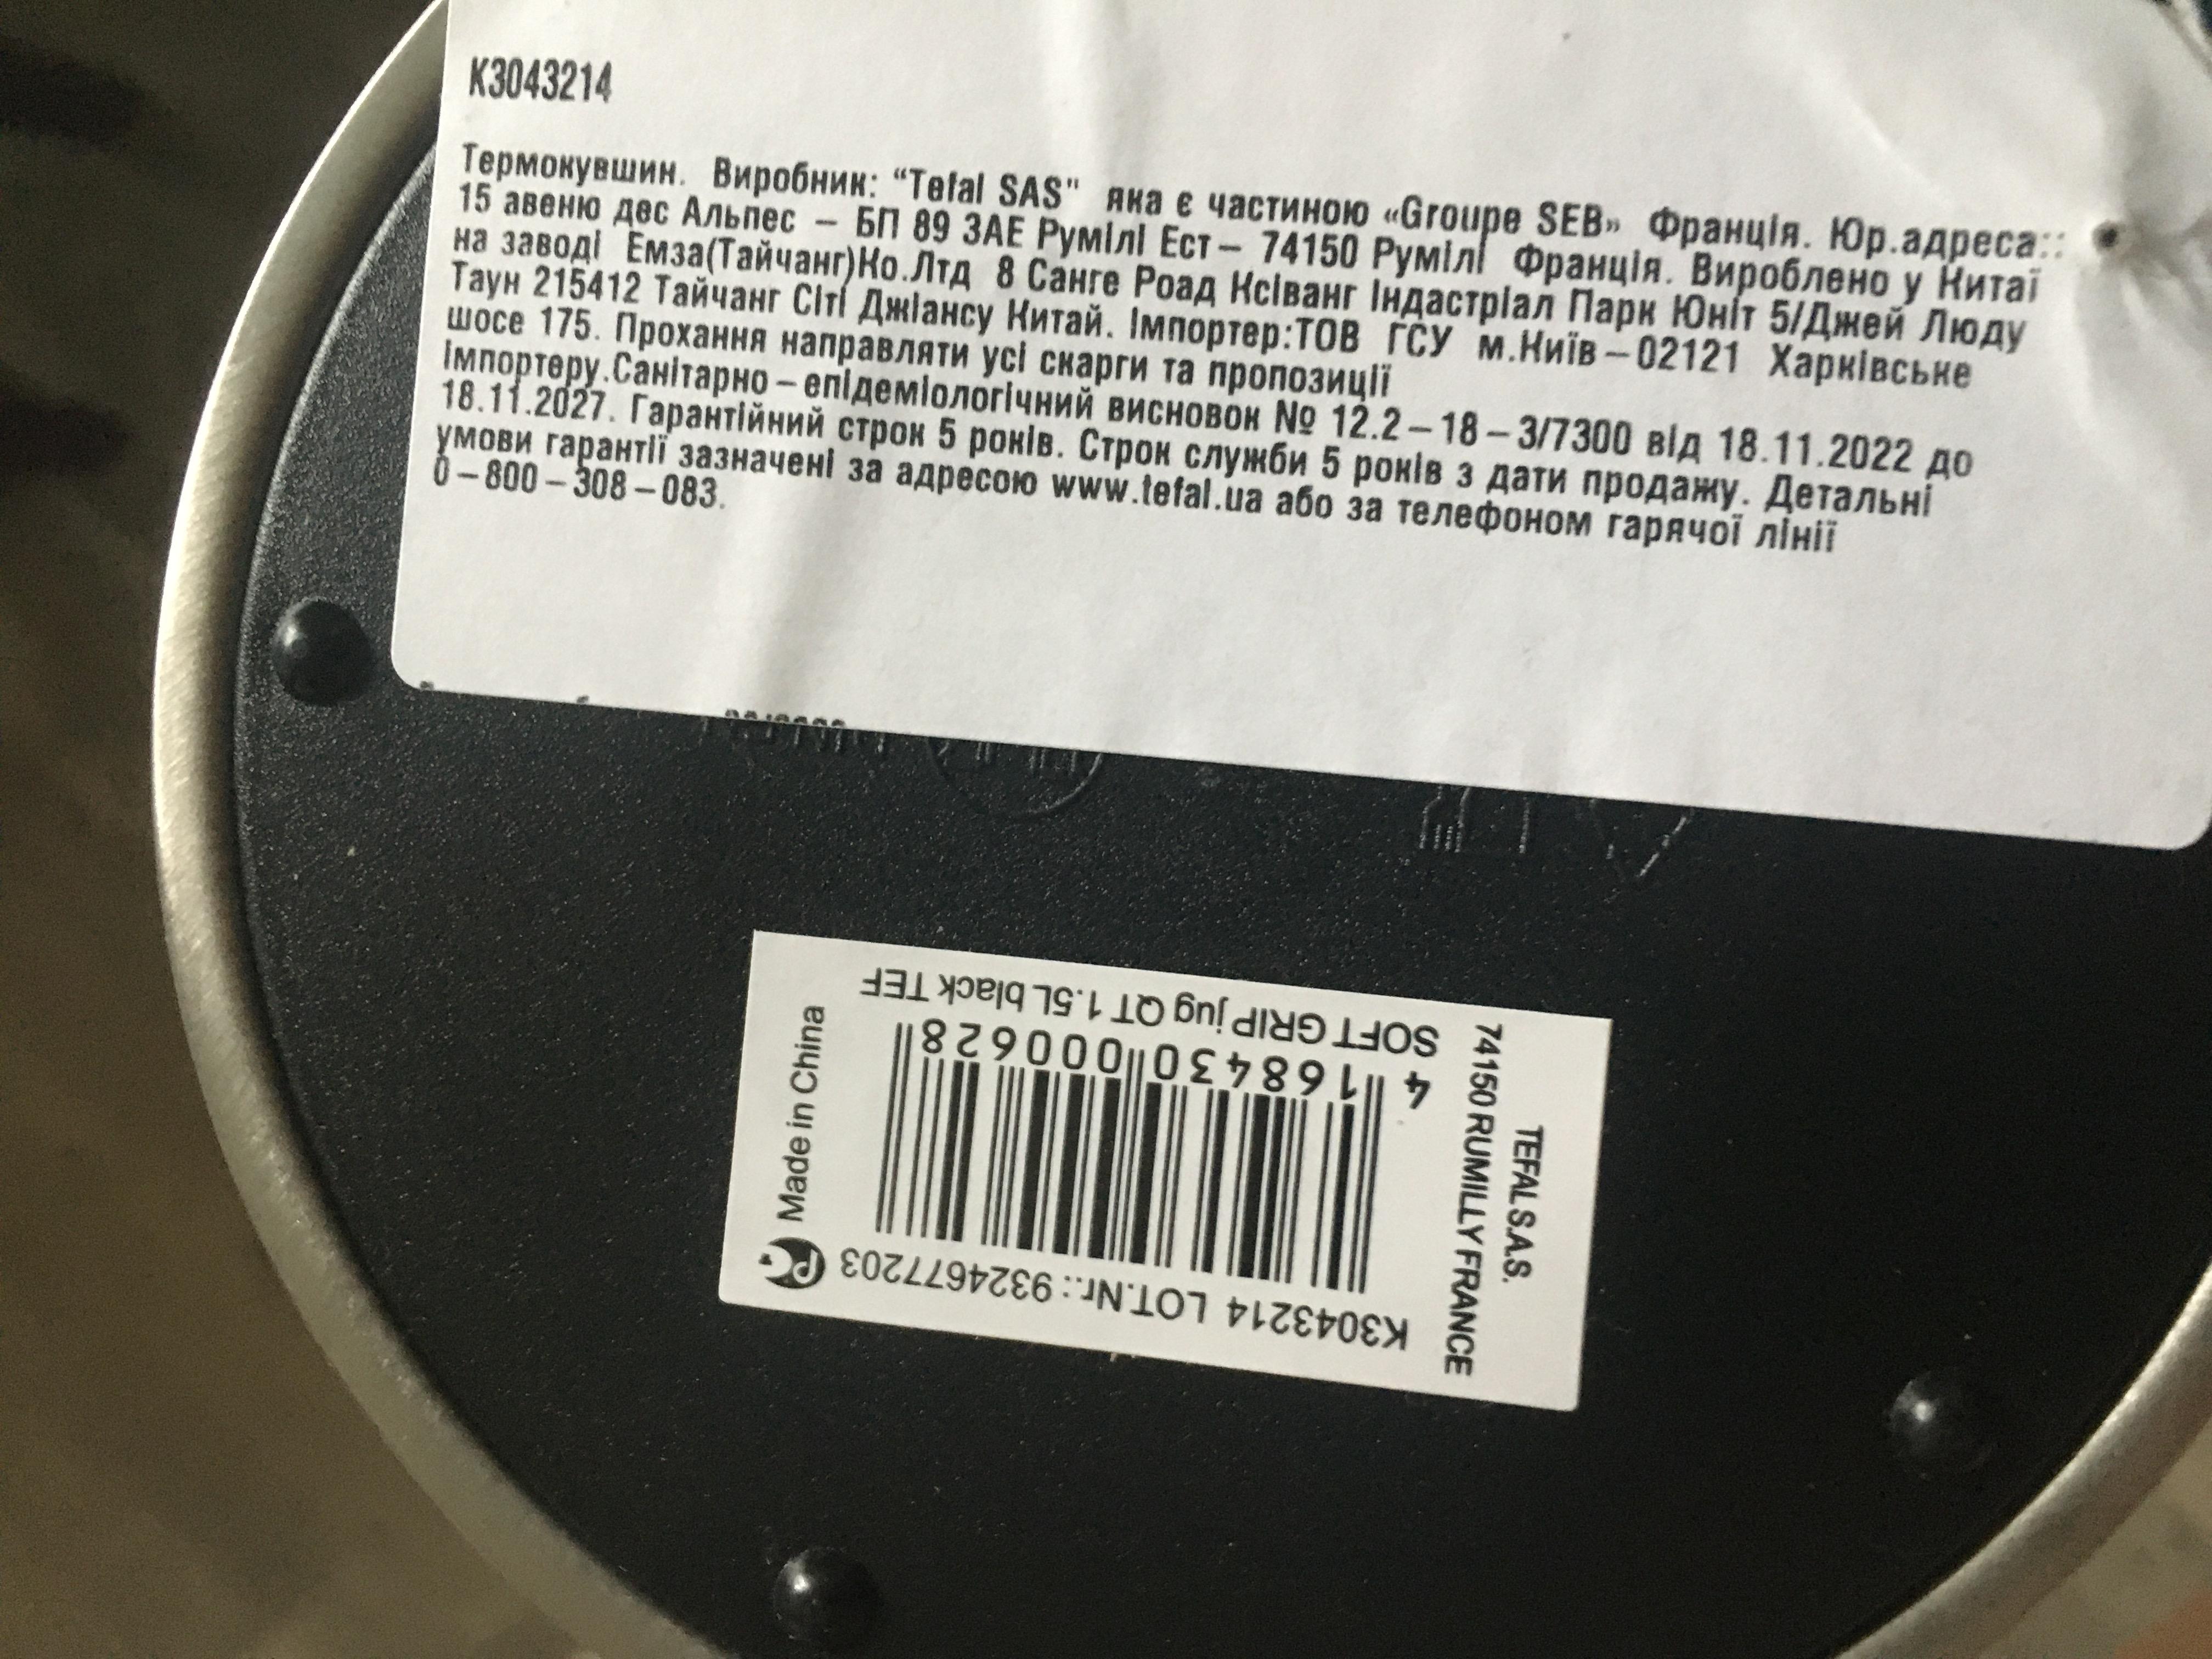 K3043214
Термокувшин. Виробник: “Tefal SAS" яка є частиною «Groupe SEB» Франція. Юр.адреса::
15 авеню дес Альпес – БП 89 ЗАЕ Румілі Ест – 74150 Румілі Франція. Вироблено у Китаї
на заводі Емза(Тайчанг)Ко.Лтд 8 Санге Роад Ксіванг Індастріал Парк Юніт 5/Джей Люду
Таун 215412 Тайчанг Сіті Джіансу Китай. Імпортер:ТОВ ГСУ м.Київ – 02121 Харківське
шосе 175. Прохання направляти усі скарги та пропозиції
імпортеру.Санітарно – епідеміологічний висновок № 12.2 – 18 – 3/7300 від 18.11.2022 до
18.11.2027. Гарантійний строк 5 років. Строк служби 5 років з дати продажу. Детальні
умови гарантії зазначені за адресою www.tefal.ua або за телефоном гарячої лінії
0 – 800 – 308 – 083.
TEFAL S.A.S.
74150 RUMILLY FRANCE
K3043214 LOT.Nr.: 9324677203
4 168430 000628
SOFT GRIP jug QT 1.5L black TEF
Made in China